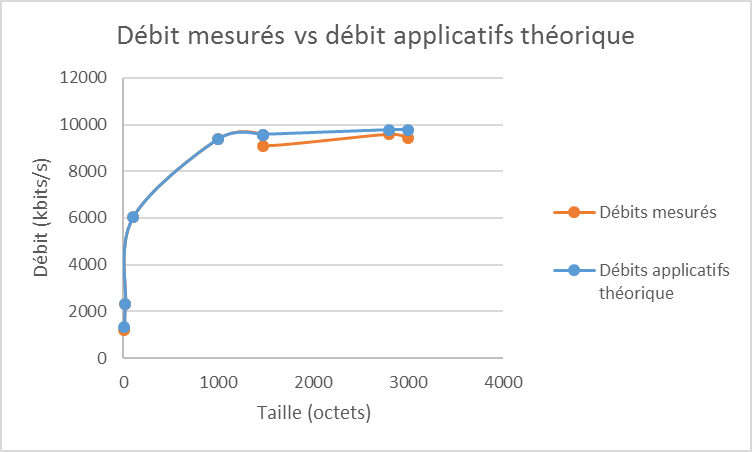 Débit mesurés vs débit applicatifs théorique
12000
10000
8000
6000
4000
2000
0
0 1000 2000 3000 4000
Débit (kbits/s)
Taille (octets)
Débits mesurés
Débits applicatifs
théorique